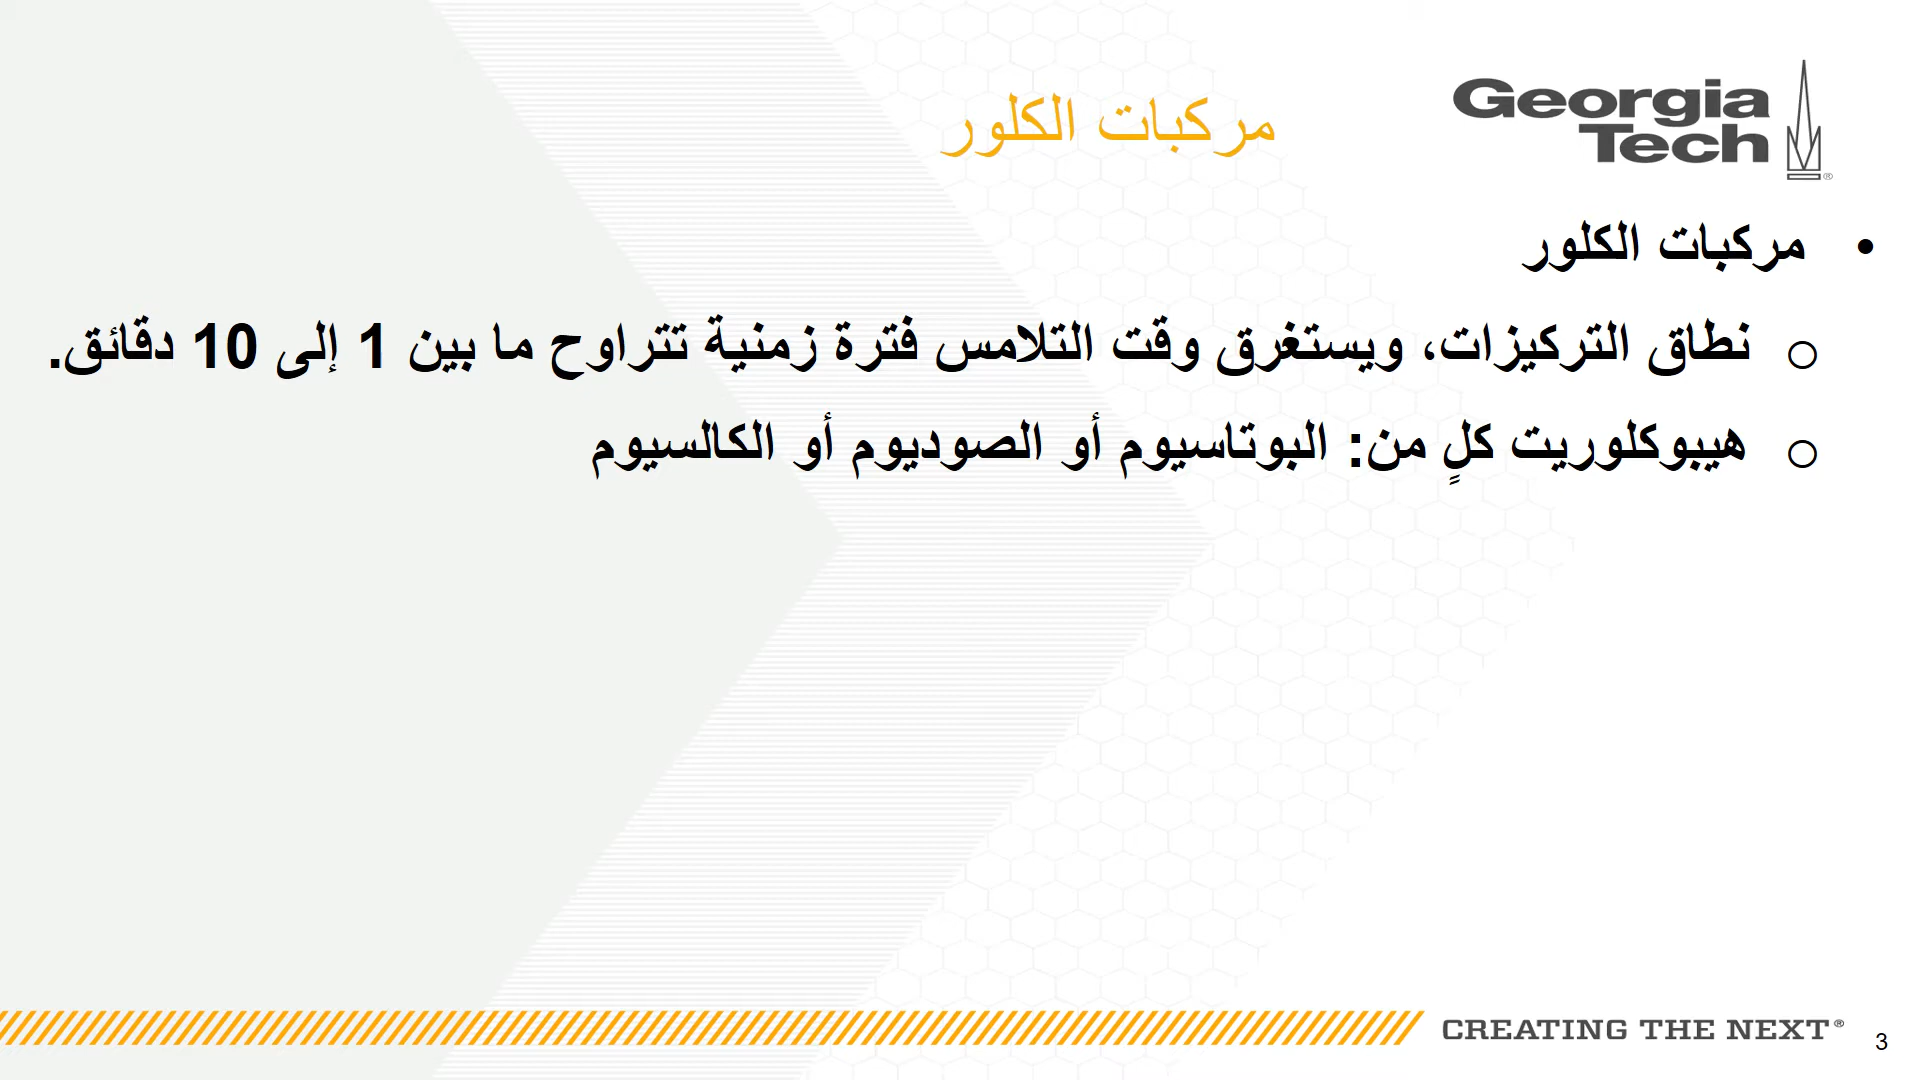 Georgia
Tech ®
مركبات الكلور
• مركبات الكلور
o نطاق التركيزات، ويستغرق وقت التلامس فترة زمنية تتراوح ما بين 1 إلى 10 دقائق.
o هيبوكلوريت كلٍ من: البوتاسيوم أو الصوديوم أو الكالسيوم
CREATING THE NEXT®
3